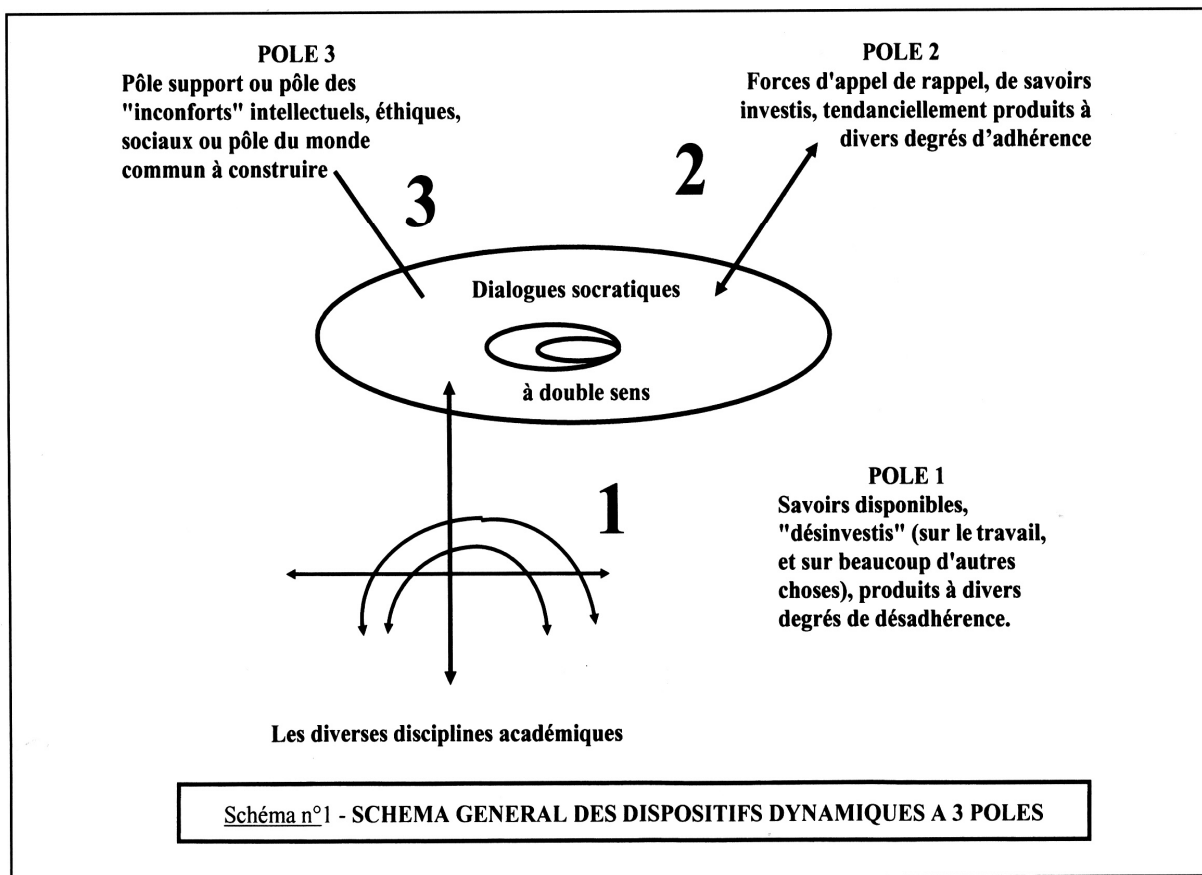 POLE 3
Pôle support ou pôle des
"inconforts" intellectuels, éthiques,
sociaux ou pôle du monde
commun à construire
3
POLE 2
Forces d'appel de rappel, de savoirs
investis, tendanciellement produits à
divers degrés d’adhérence
2
Dialogues socratiques
à double sens
1
POLE 1
Savoirs disponibles,
"désinvestis" (sur le travail,
et sur beaucoup d'autres
choses), produits à divers
degrés de désadhérence.
Les diverses disciplines académiques
Schéma n°1 - SCHEMA GENERAL DES DISPOSITIFS DYNAMIQUES A 3 POLES